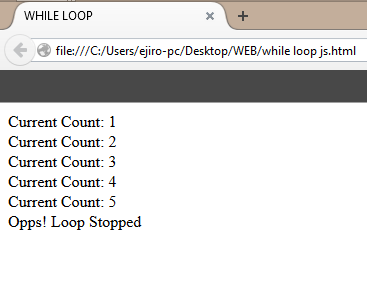 WHILE LOOP
file:///C:/Users/ejiro-pc/Desktop/WEB/while loop js.html
Current Count: 1
Current Count: 2
Current Count: 3
Current Count: 4
Current Count: 5
Opps! Loop Stopped